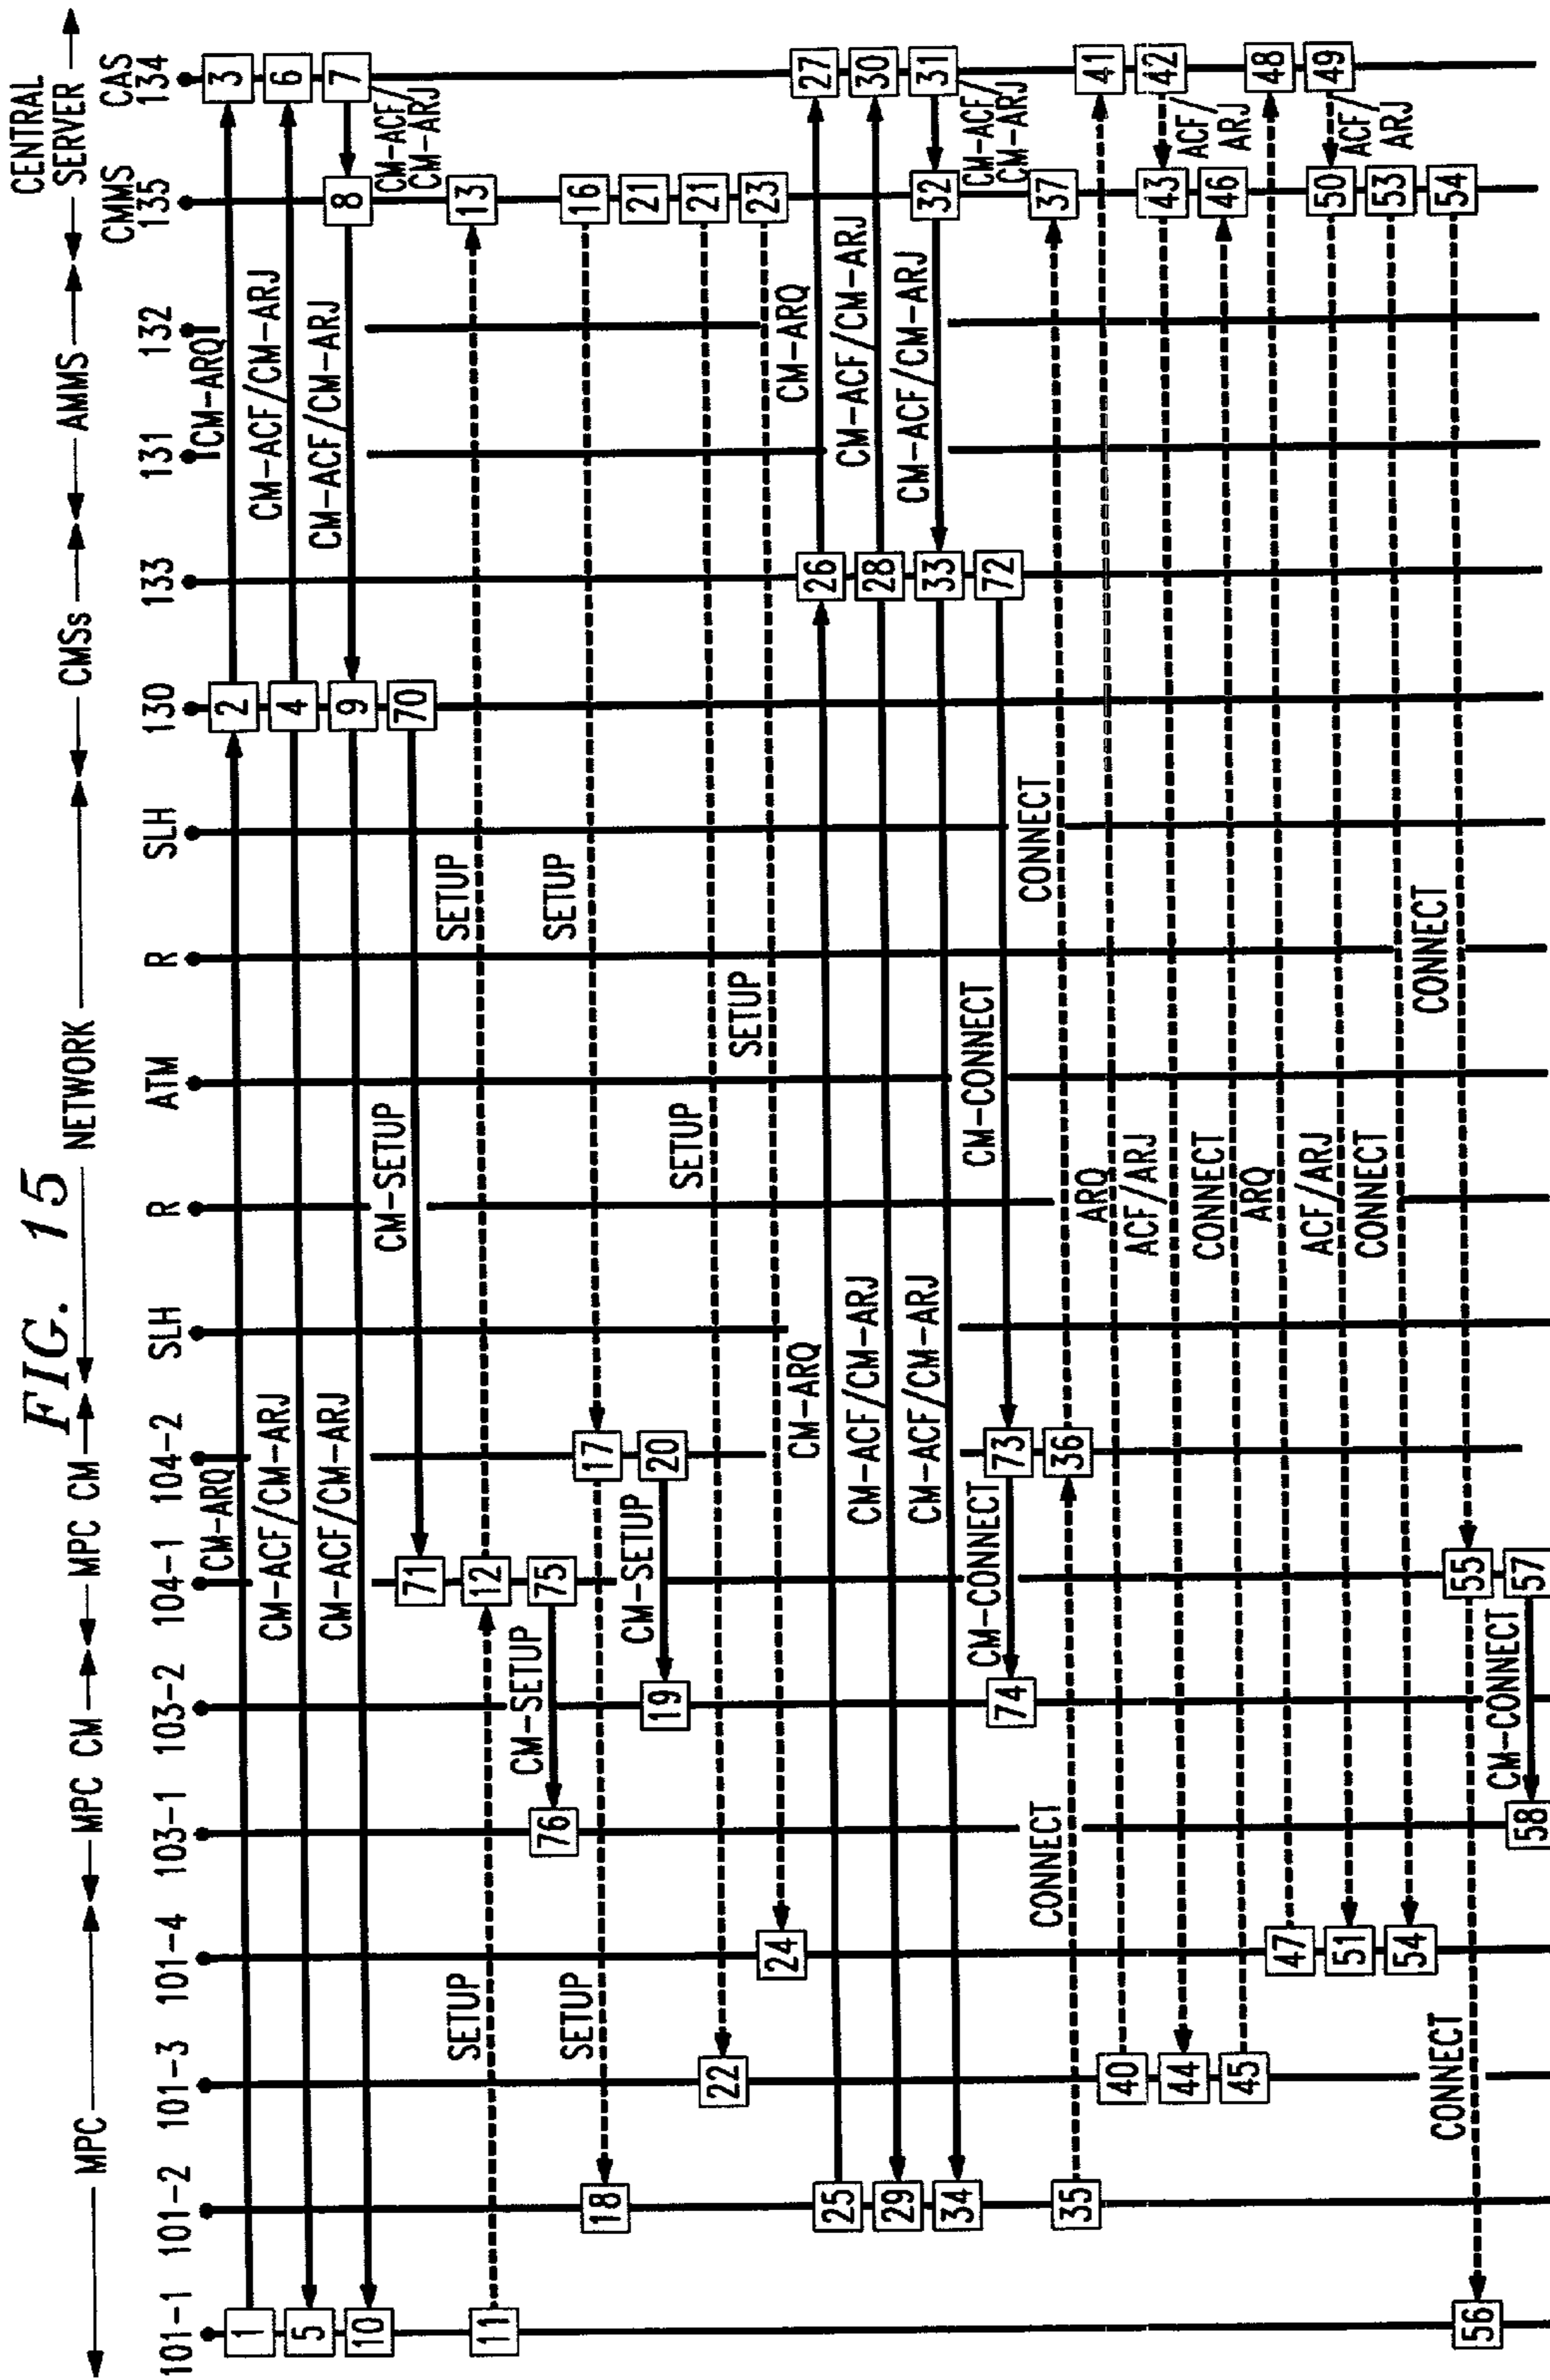 FIG. 15
MPC MPC CM MPC CM NETWORK CMSs AMMS CENTRAL SERVER
101-1 101-2 101-3 101-4 103-1 103-2 104-1 104-2 SLH R ATM R SLH 130 133 131 132 CMMS 135 CAS 134
1 CM-ARQ 2 CM-ARQ 3
5 CM-ACF/CM-ARJ 4 CM-ACF/CM-ARJ 6
10 CM-ACF/CM-ARJ 9 CM-ACF/CM-ARJ 8 CM-ACF/CM-ARJ 7
71 CM-SETUP 70
11 SETUP 12 SETUP 13
76 CM-SETUP 75
18 SETUP 17 SETUP 16
19 CM-SETUP 20 21
22 SETUP 21
24 SETUP 23
25 CM-ARQ 26 CM-ARQ 27
29 CM-ACF/CM-ARJ 28 CM-ACF/CM-ARJ 30
34 CM-ACF/CM-ARJ 33 CM-ACF/CM-ARJ 32 CM-ACF/CM-ARJ 31
74 CM-CONNECT 73 CM-CONNECT 72
35 CONNECT 36 CONNECT 37
40 ARQ 41
44 ACF/ARJ 43 ACF/ARJ 42
45 CONNECT 46
47 ARQ 48
51 ACF/ARJ 50 ACF/ARJ 49
54 CONNECT 53
56 CONNECT 55 CONNECT 54
58 CM-CONNECT 57